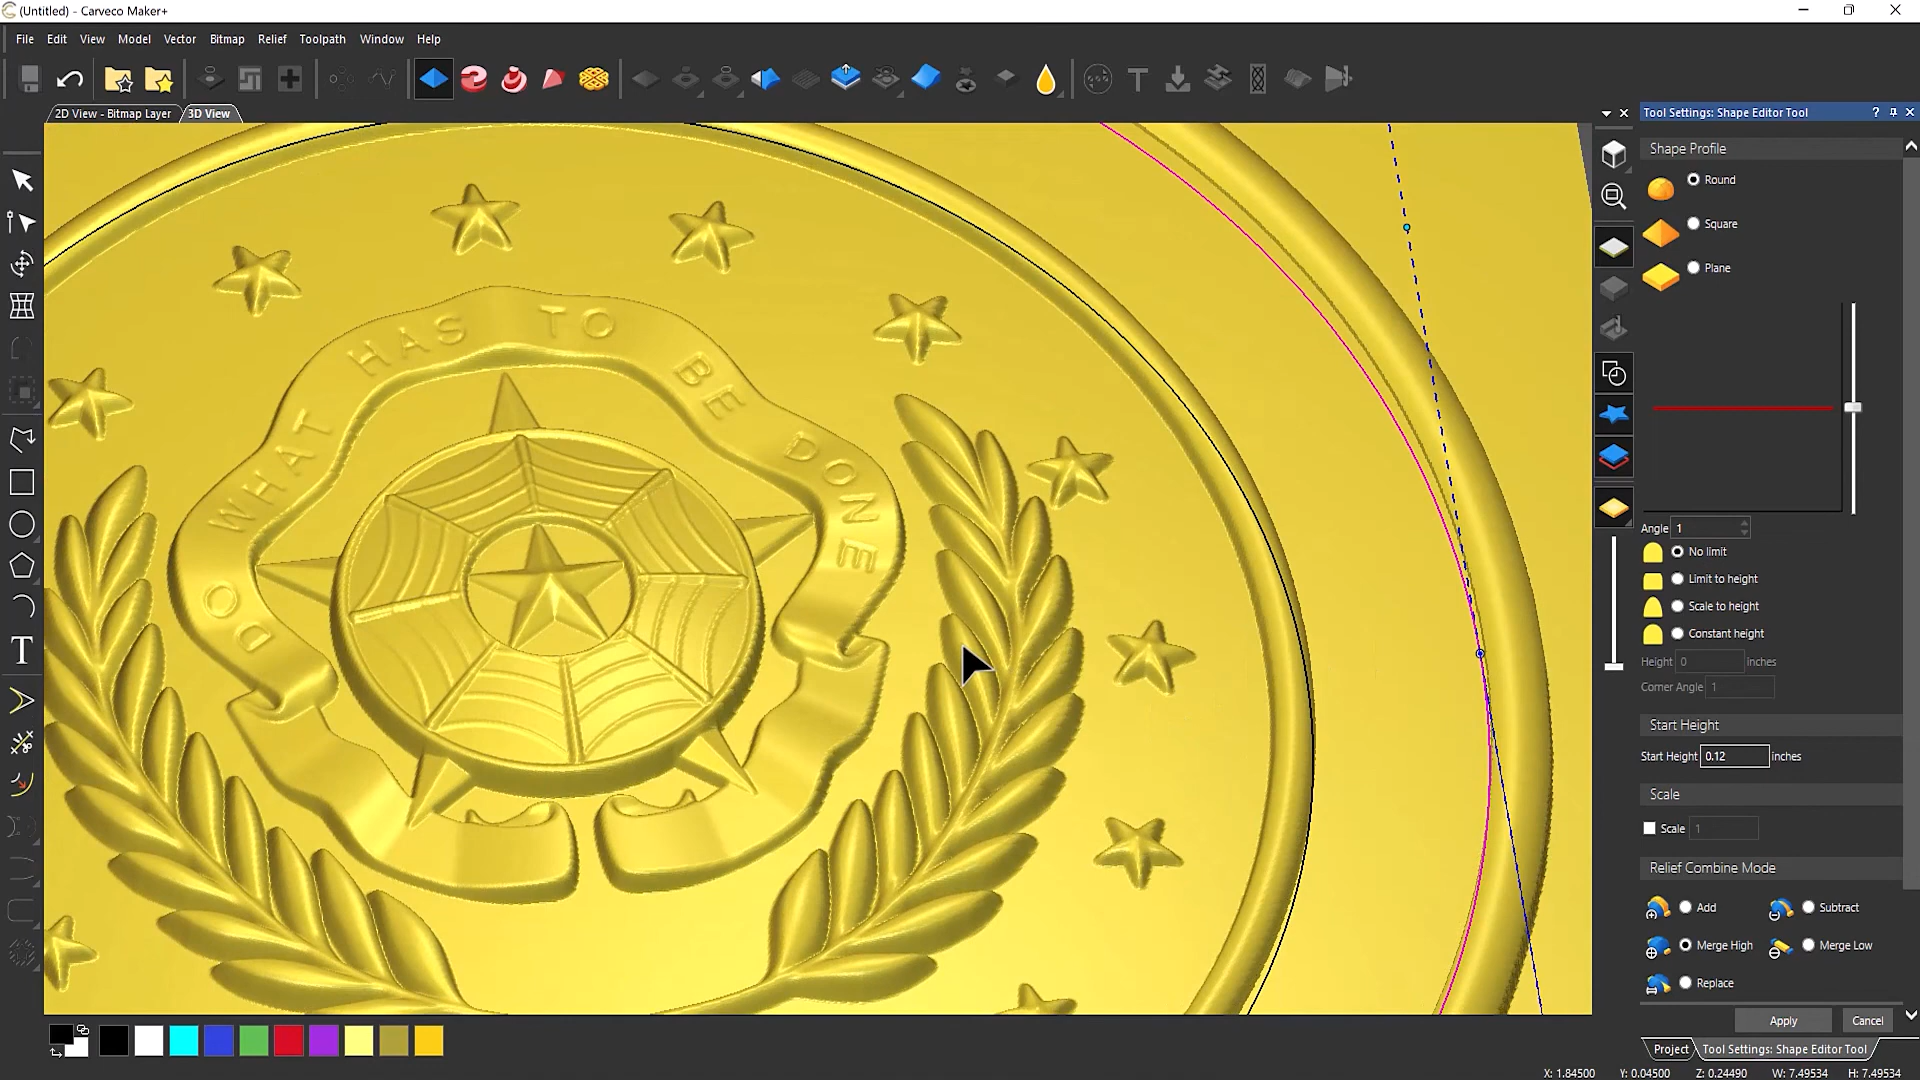 (Untitled) - Carveco Maker+
File Edit View Model Vector Bitmap Relief Toolpath Window Help
2D View - Bitmap Layer 3D View
Tool Settings: Shape Editor Tool
Shape Profile
Round
Square
Plane
Angle 1
No limit
Limit to height
Scale to height
Constant height
Height 0 inches
Corner Angle 1
Start Height
Start Height 0.12 inches
Scale
Scale 1
Relief Combine Mode
Add Subtract
Merge High Merge Low
Replace
Apply Cancel
Project Tool Settings: Shape Editor Tool
X: 1.84500 Y: 0.04500 Z: 0.24490 W: 7.49534 H: 7.49534
DO WHAT HAS TO BE DONE